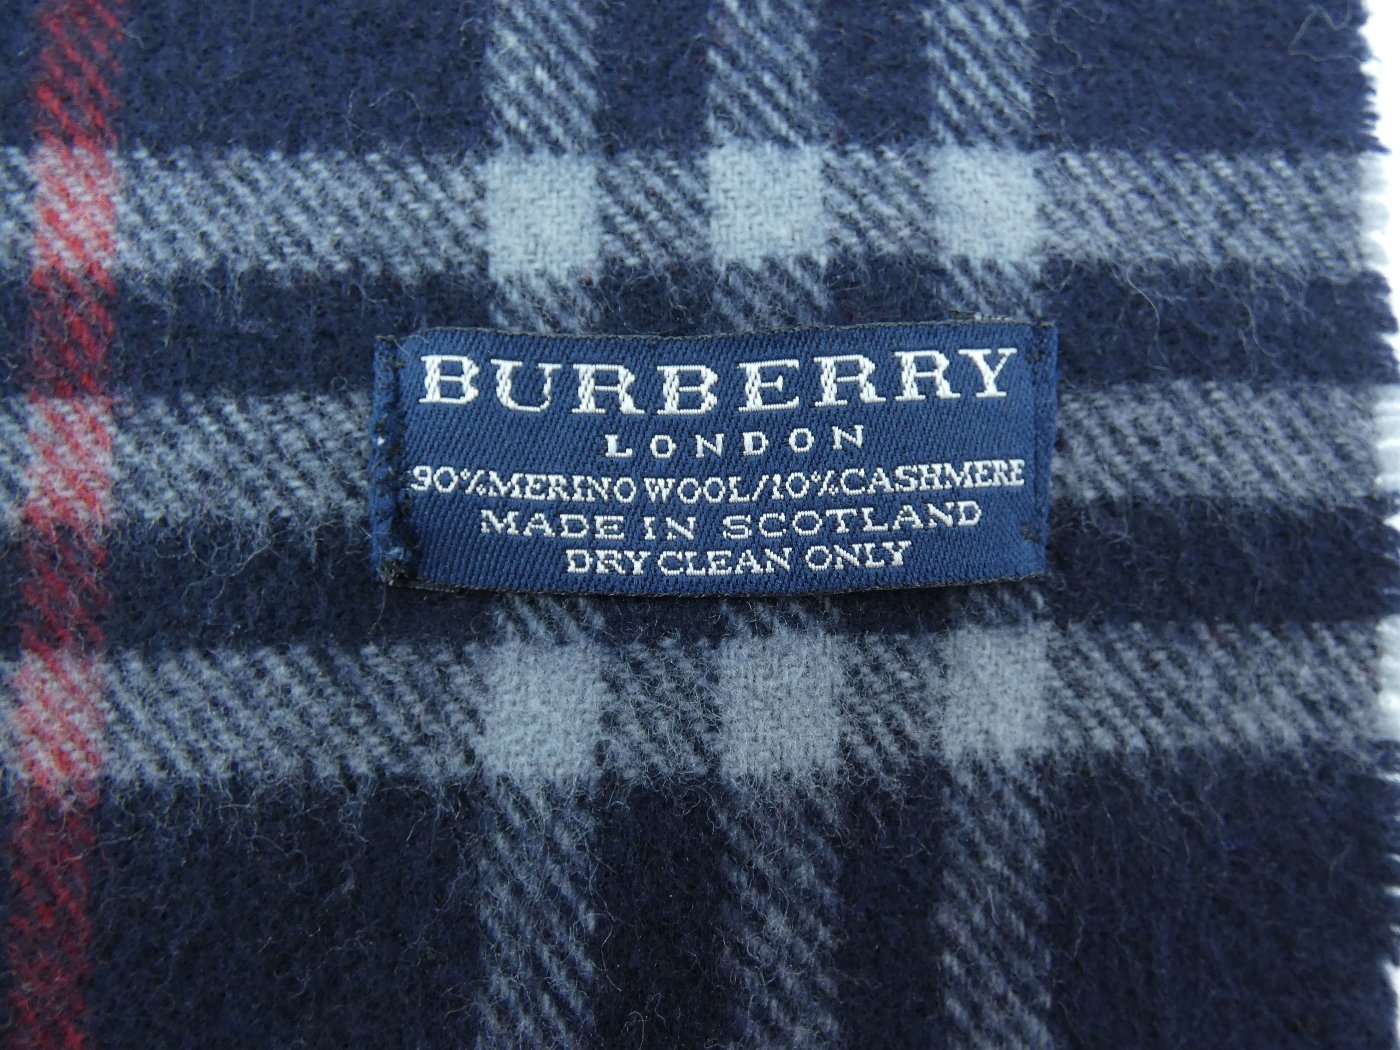 BURBERRY
LONDON
90%MERINO WOOL/10%CASHMERE
MADE IN SCOTLAND
DRY CLEAN ONLY